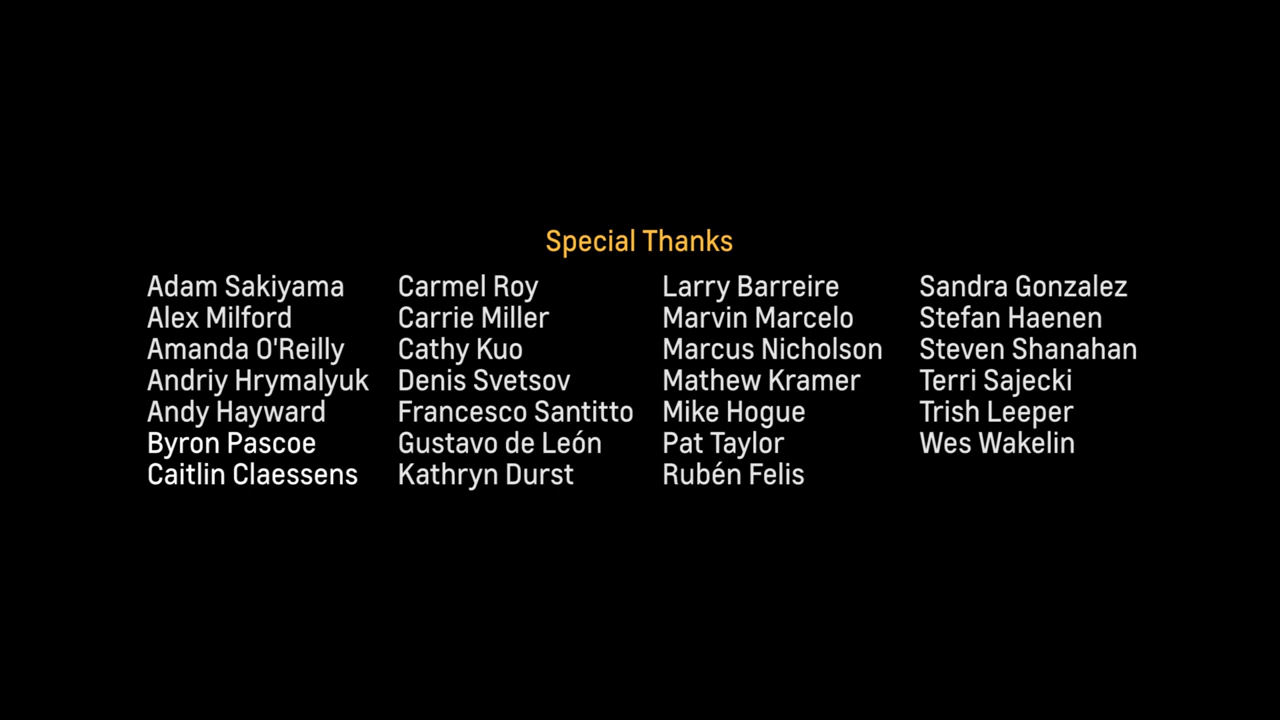 Special Thanks
Adam Sakiyama
Alex Milford
Amanda O'Reilly
Andriy Hrymalyuk
Andy Hayward
Byron Pascoe
Caitlin Claessens
Carmel Roy
Carrie Miller
Cathy Kuo
Denis Svetsov
Francesco Santitto
Gustavo de León
Kathryn Durst
Larry Barreire
Marvin Marcelo
Marcus Nicholson
Mathew Kramer
Mike Hogue
Pat Taylor
Rubén Felis
Sandra Gonzalez
Stefan Haenen
Steven Shanahan
Terri Sajecki
Trish Leeper
Wes Wakelin